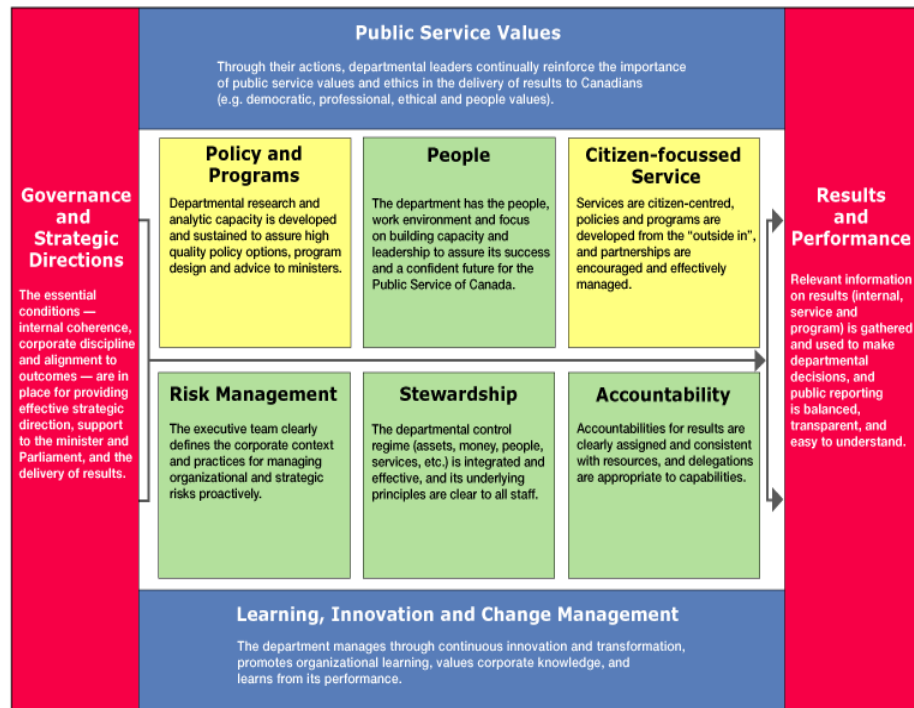 Public Service Values
Through their actions, departmental leaders continually reinforce the importance
of public service values and ethics in the delivery of results to Canadians
(e.g. democratic, professional, ethical and people values).
Governance
and
Strategic
Directions
The essential
conditions —
internal coherence,
corporate discipline
and alignment to
outcomes — are in
place for providing
effective strategic
direction, support
to the minister and
Parliament, and the
delivery of results.
Policy and
Programs
Departmental research and
analytic capacity is developed
and sustained to assure high
quality policy options, program
design and advice to ministers.
People
The department has the people,
work environment and focus
on building capacity and
leadership to assure its success
and a confident future for the
Public Service of Canada.
Citizen-focussed
Service
Services are citizen-centred,
policies and programs are
developed from the “outside in”,
and partnerships are
encouraged and effectively
managed.
Risk Management
The executive team clearly
defines the corporate context
and practices for managing
organizational and strategic
risks proactively.
Stewardship
The departmental control
regime (assets, money, people,
services, etc.) is integrated and
effective, and its underlying
principles are clear to all staff.
Accountability
Accountabilities for results are
clearly assigned and consistent
with resources, and delegations
are appropriate to capabilities.
Results
and
Performance
Relevant information
on results (internal,
service and
program) is gathered
and used to make
departmental
decisions, and
public reporting
is balanced,
transparent, and
easy to understand.
Learning, Innovation and Change Management
The department manages through continuous innovation and transformation,
promotes organizational learning, values corporate knowledge, and
learns from its performance.